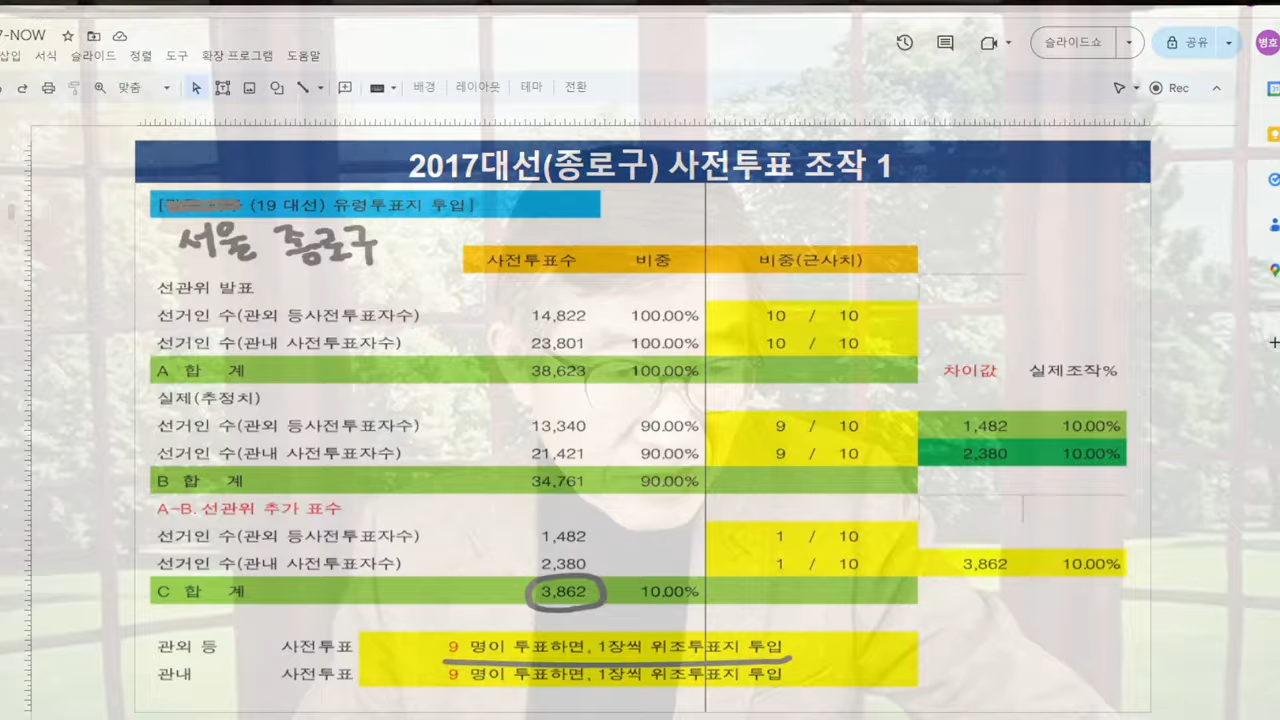 7-NOW
삽입 서식 슬라이드 정렬 도구 확장 프로그램 도움말
슬라이드쇼 공유 병호
맞춤 배경 레이아웃 테마 전환 Rec
2017대선(종로구) 사전투표 조작 1
(19 대선) 유령투표지 투입]
서울 종로구
사전투표수 비중 비중(근사치)
선관위 발표
선거인 수(관외 등사전투표자수) 14,822 100.00% 10 / 10
선거인 수(관내 사전투표자수) 23,801 100.00% 10 / 10
A 합 계 38,623 100.00% 차이값 실제조작%
실제(추정치)
선거인 수(관외 등사전투표자수) 13,340 90.00% 9 / 10 1,482 10.00%
선거인 수(관내 사전투표자수) 21,421 90.00% 9 / 10 2,380 10.00%
B 합 계 34,761 90.00%
A-B. 선관위 추가 표수
선거인 수(관외 등사전투표자수) 1,482 1 / 10
선거인 수(관내 사전투표자수) 2,380 1 / 10 3,862 10.00%
C 합 계 3,862 10.00%
관외 등 사전투표 9 명이 투표하면, 1장씩 위조투표지 투입
관내 사전투표 9 명이 투표하면, 1장씩 위조투표지 투입